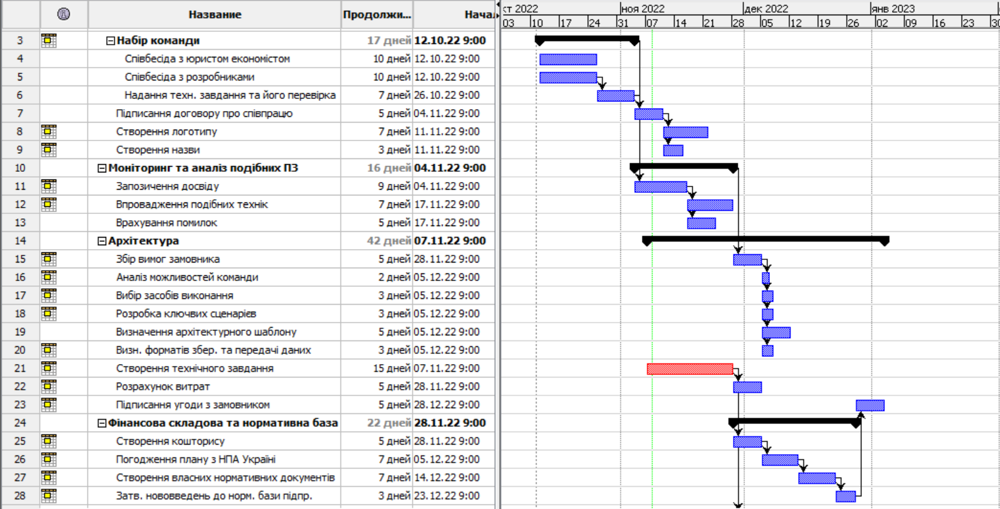 Название Продолжи... Начал
кт 2022 ноя 2022 дек 2022 янв 2023
03 10 17 24 31 07 14 21 28 05 12 19 26 02 09 16 23 30
3 Набір команди 17 дней 12.10.22 9:00
4 Співбесіда з юристом економістом 10 дней 12.10.22 9:00
5 Співбесіда з розробниками 10 дней 12.10.22 9:00
6 Надання техн. завдання та його перевірка 7 дней 26.10.22 9:00
7 Підписання договору про співпрацю 5 дней 04.11.22 9:00
8 Створення логотипу 7 дней 11.11.22 9:00
9 Створення назви 3 дней 11.11.22 9:00
10 Моніторинг та аналіз подібних ПЗ 16 дней 04.11.22 9:00
11 Запозичення досвіду 9 дней 04.11.22 9:00
12 Впровадження подібних технік 7 дней 17.11.22 9:00
13 Врахування помилок 5 дней 17.11.22 9:00
14 Архітектура 42 дней 07.11.22 9:00
15 Збір вимог замовника 5 дней 28.11.22 9:00
16 Аналіз можливостей команди 2 дней 05.12.22 9:00
17 Вибір засобів виконання 3 дней 05.12.22 9:00
18 Розробка ключвих сценарієв 3 дней 05.12.22 9:00
19 Визначення архітектурного шаблону 5 дней 05.12.22 9:00
20 Визн. форматів збер. та передачі даних 3 дней 05.12.22 9:00
21 Створення технічного завдання 15 дней 07.11.22 9:00
22 Розрахунок витрат 5 дней 28.11.22 9:00
23 Підписання угоди з замовником 5 дней 28.12.22 9:00
24 Фінансова складова та нормативна база 22 дней 28.11.22 9:00
25 Створення кошторису 5 дней 28.11.22 9:00
26 Погодження плану з НПА Україні 7 дней 05.12.22 9:00
27 Створення власних нормативних документів 7 дней 14.12.22 9:00
28 Затв. нововведень до норм. бази підпр. 3 дней 23.12.22 9:00